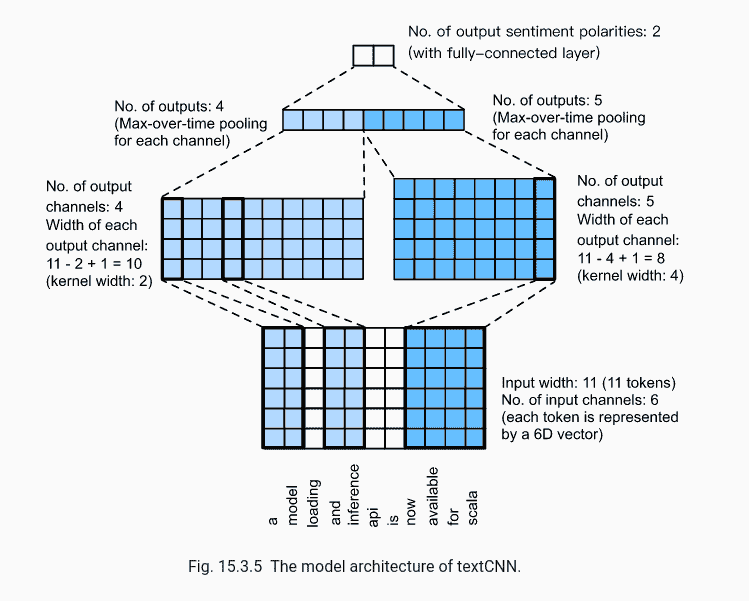 No. of output sentiment polarities: 2
(with fully–connected layer)
No. of outputs: 4
(Max-over-time pooling
for each channel)
No. of outputs: 5
(Max-over-time pooling
for each channel)
No. of output
channels: 4
Width of each
output channel:
11 - 2 + 1 = 10
(kernel width: 2)
No. of output
channels: 5
Width of each
output channel:
11 - 4 + 1 = 8
(kernel width: 4)
Input width: 11 (11 tokens)
No. of input channels: 6
(each token is represented
by a 6D vector)
a
model
loading
and
inference
api
is
now
available
for
scala
Fig. 15.3.5 The model architecture of textCNN.